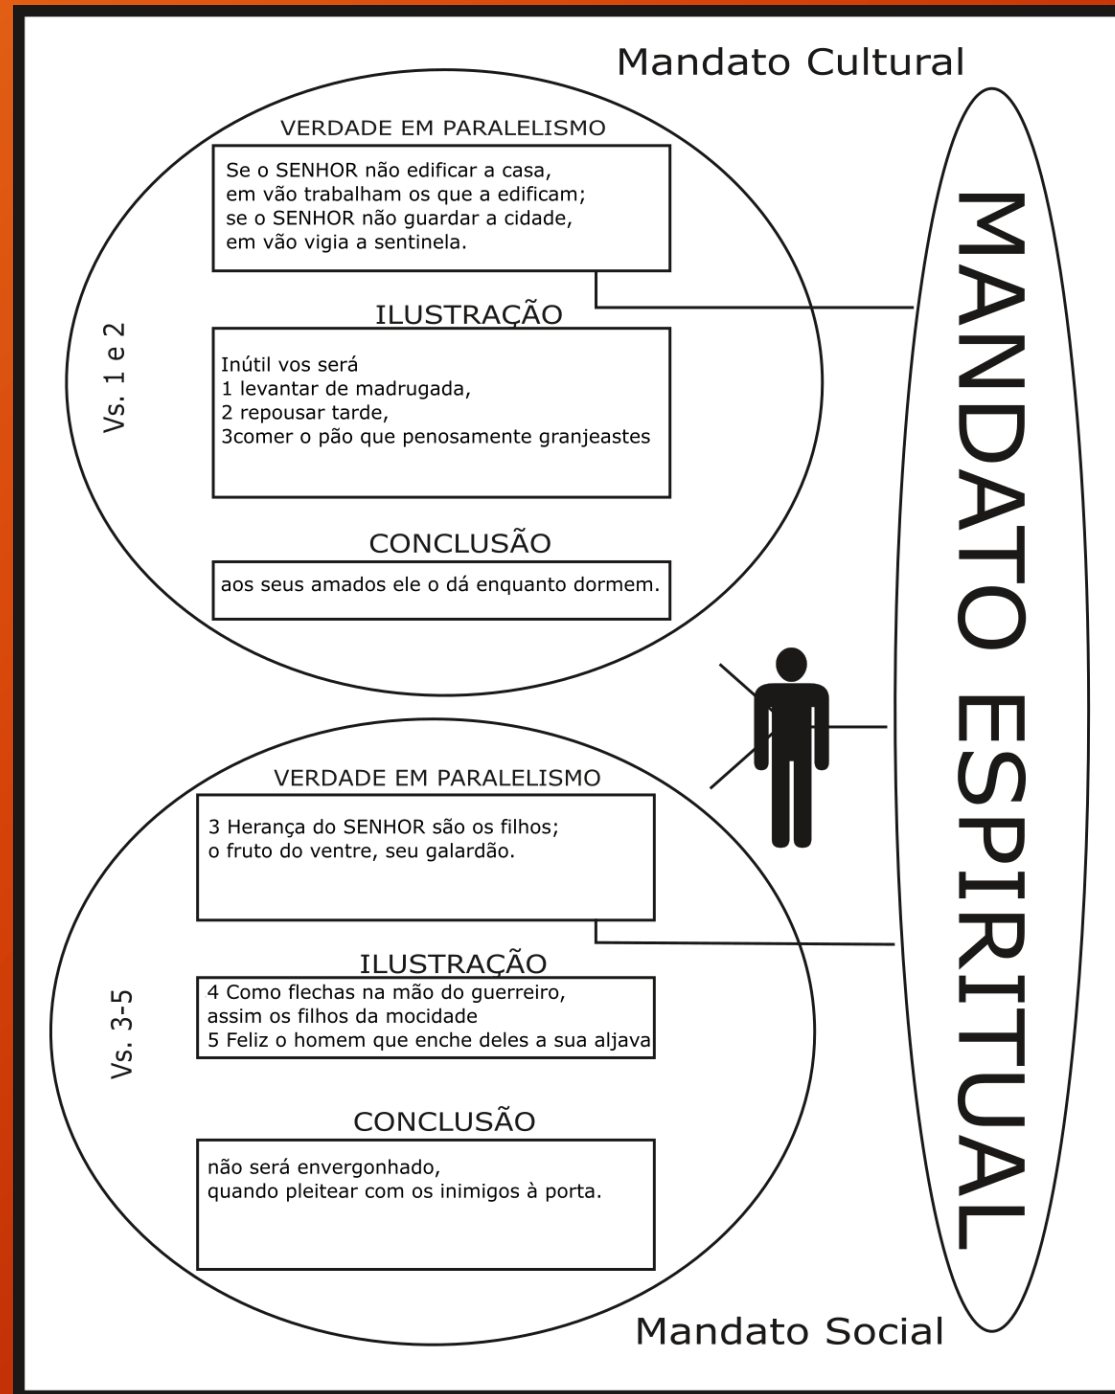 Mandato Cultural
VERDADE EM PARALELISMO
Se o SENHOR não edificar a casa,
em vão trabalham os que a edificam;
se o SENHOR não guardar a cidade,
em vão vigia a sentinela.
Vs. 1 e 2
ILUSTRAÇÃO
Inútil vos será
1 levantar de madrugada,
2 repousar tarde,
3comer o pão que penosamente granjeastes
CONCLUSÃO
aos seus amados ele o dá enquanto dormem.
VERDADE EM PARALELISMO
3 Herança do SENHOR são os filhos;
o fruto do ventre, seu galardão.
Vs. 3-5
ILUSTRAÇÃO
4 Como flechas na mão do guerreiro,
assim os filhos da mocidade
5 Feliz o homem que enche deles a sua aljava
CONCLUSÃO
não será envergonhado,
quando pleitear com os inimigos à porta.
Mandato Social
MANDATO ESPIRITUAL